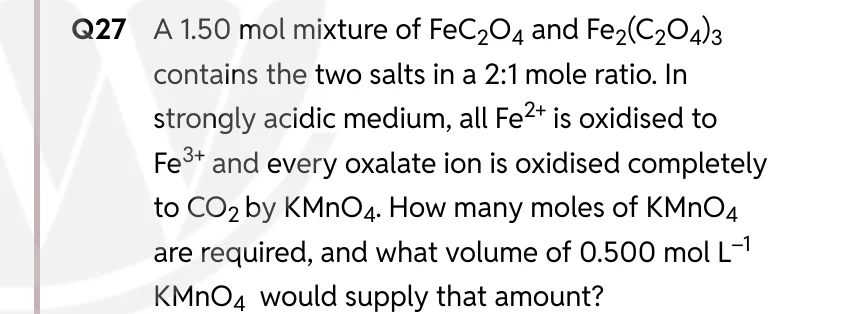 Q27 A 1.50 mol mixture of FeC₂O₄ and Fe₂(C₂O₄)₃
contains the two salts in a 2:1 mole ratio. In
strongly acidic medium, all Fe²⁺ is oxidised to
Fe³⁺ and every oxalate ion is oxidised completely
to CO₂ by KMnO₄. How many moles of KMnO₄
are required, and what volume of 0.500 mol L⁻¹
KMnO₄ would supply that amount?